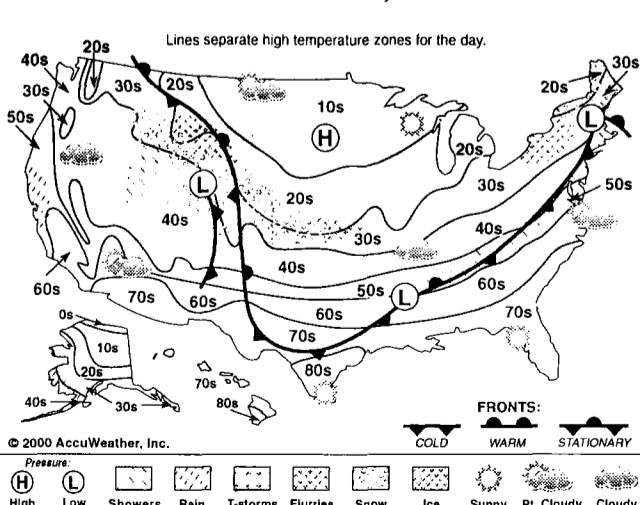 Lines separate high temperature zones for the day.
40s 20s 30s
30s 30s 20s 10s 20s
50s H L
L 20s
20s 30s 50s
40s 30s 40s
40s
60s 70s 60s 50s L 60s
60s
0s 70s 70s
10s 80s
20s 70s
40s 30s 80s
FRONTS:
© 2000 AccuWeather, Inc. COLD WARM STATIONARY
Pressure:
H L
High Low Showers Rain T-storms Flurries Snow Ice Sunny Pt. Cloudy Cloudy